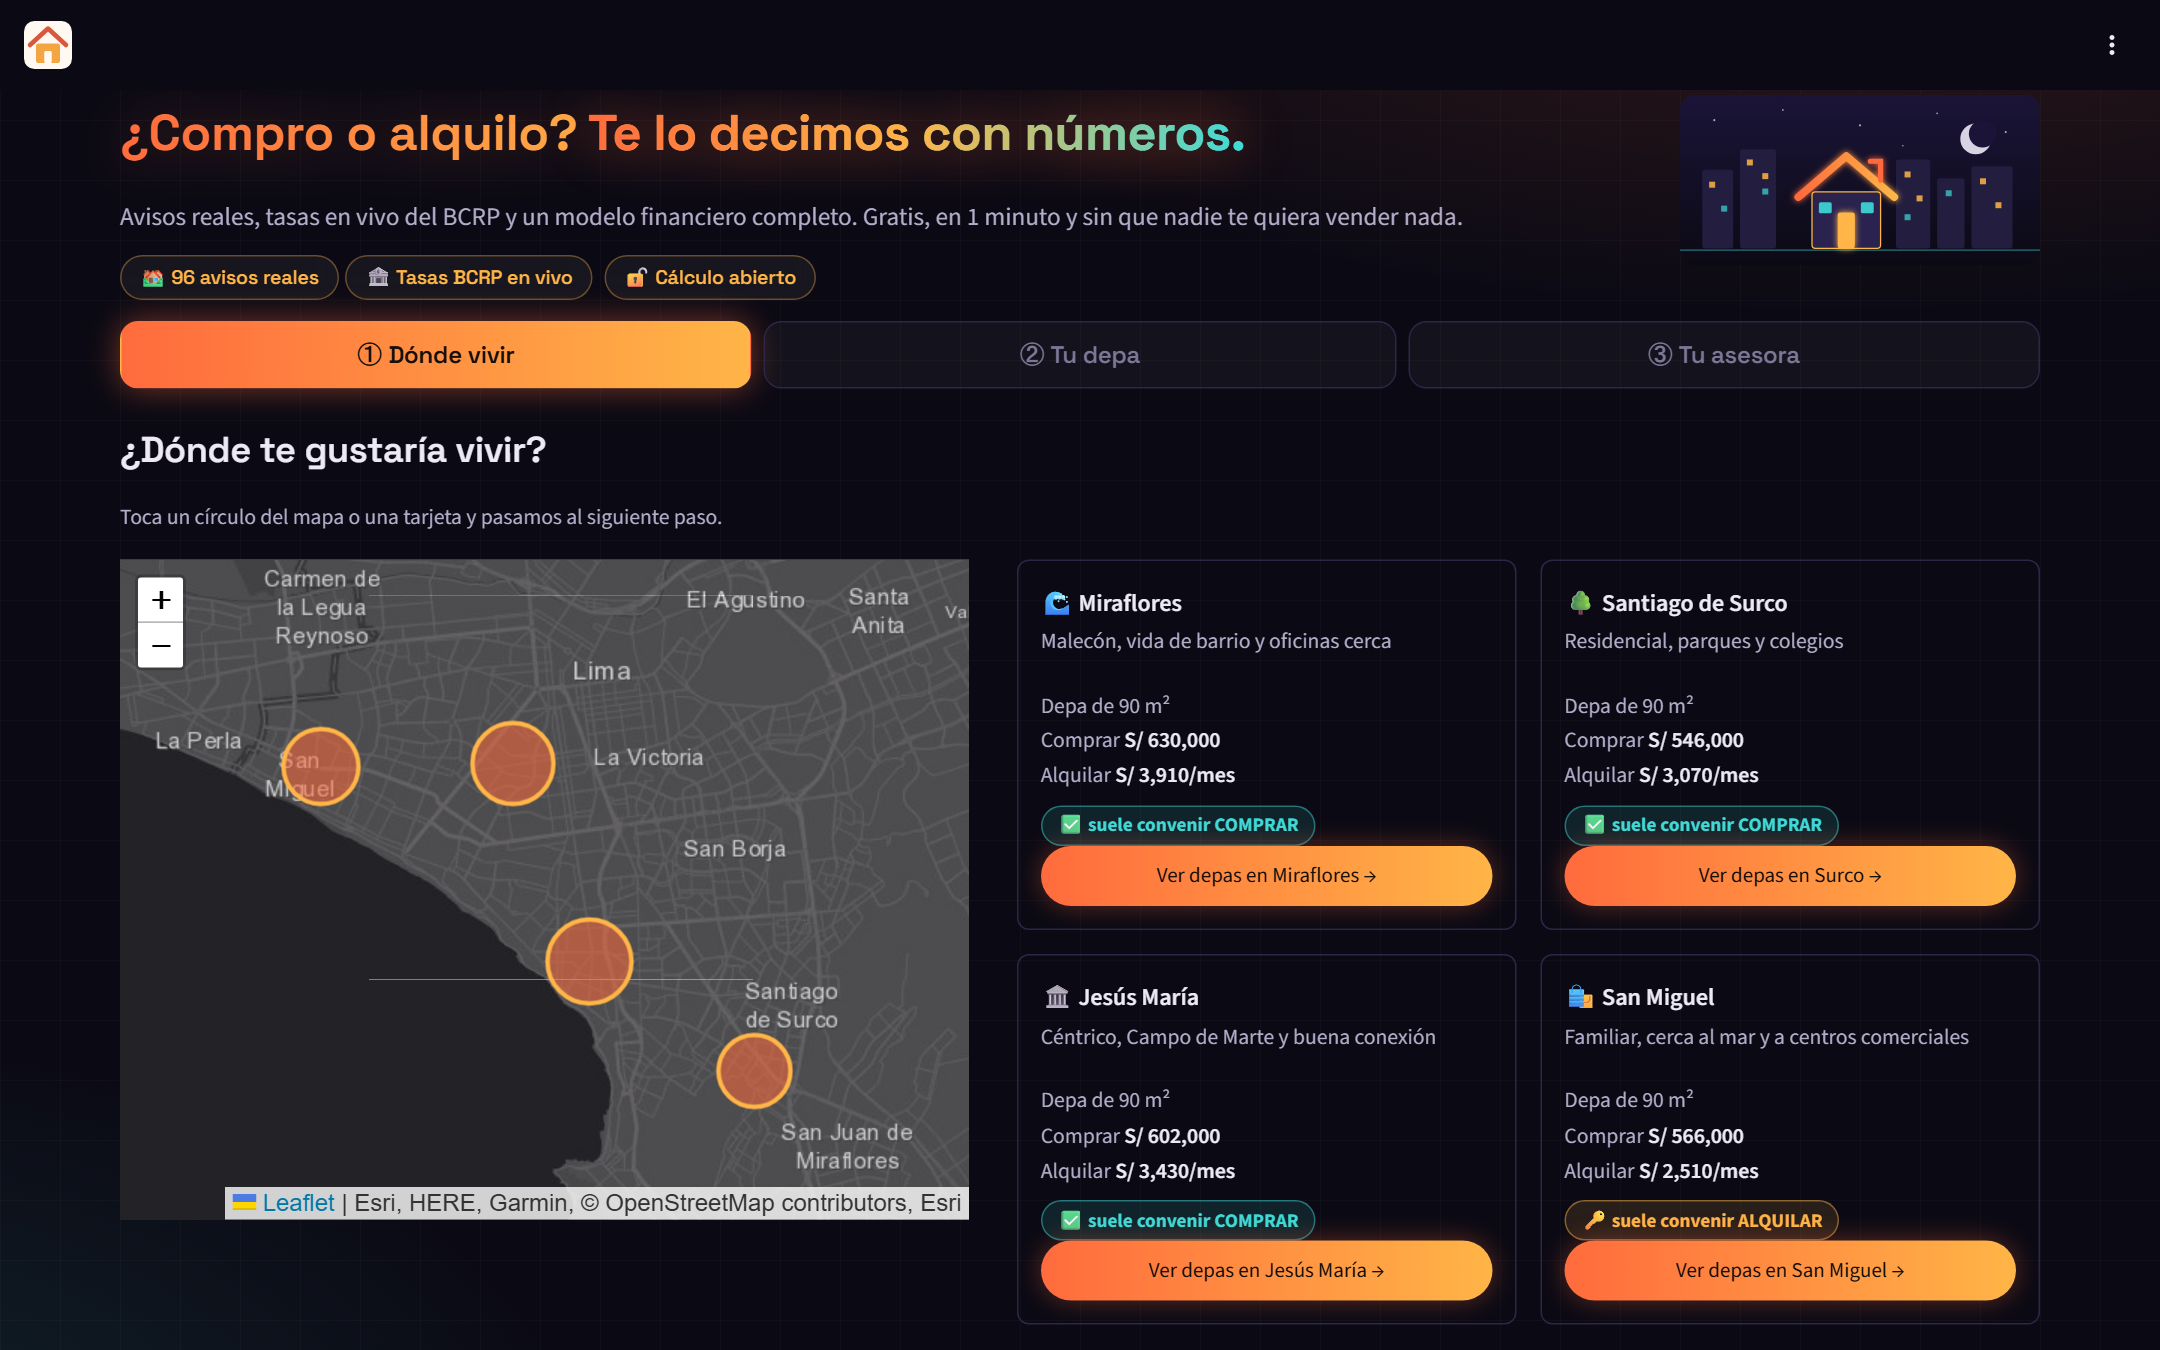 ¿Compro o alquilo? Te lo decimos con números.
Avisos reales, tasas en vivo del BCRP y un modelo financiero completo. Gratis, en 1 minuto y sin que nadie te quiera vender nada.
96 avisos reales
Tasas BCRP en vivo
Cálculo abierto
① Dónde vivir
② Tu depa
③ Tu asesora
¿Dónde te gustaría vivir?
Toca un círculo del mapa o una tarjeta y pasamos al siguiente paso.
+
−
Carmen de
la Legua
Reynoso
El Agustino
Santa
Anita
Va
Lima
La Perla
San
Miguel
La Victoria
San Borja
Santiago
de Surco
San Juan de
Miraflores
Leaflet | Esri, HERE, Garmin, © OpenStreetMap contributors, Esri
Miraflores
Malecón, vida de barrio y oficinas cerca
Depa de 90 m²
Comprar S/ 630,000
Alquilar S/ 3,910/mes
suele convenir COMPRAR
Ver depas en Miraflores →
Santiago de Surco
Residencial, parques y colegios
Depa de 90 m²
Comprar S/ 546,000
Alquilar S/ 3,070/mes
suele convenir COMPRAR
Ver depas en Surco →
Jesús María
Céntrico, Campo de Marte y buena conexión
Depa de 90 m²
Comprar S/ 602,000
Alquilar S/ 3,430/mes
suele convenir COMPRAR
Ver depas en Jesús María →
San Miguel
Familiar, cerca al mar y a centros comerciales
Depa de 90 m²
Comprar S/ 566,000
Alquilar S/ 2,510/mes
suele convenir ALQUILAR
Ver depas en San Miguel →